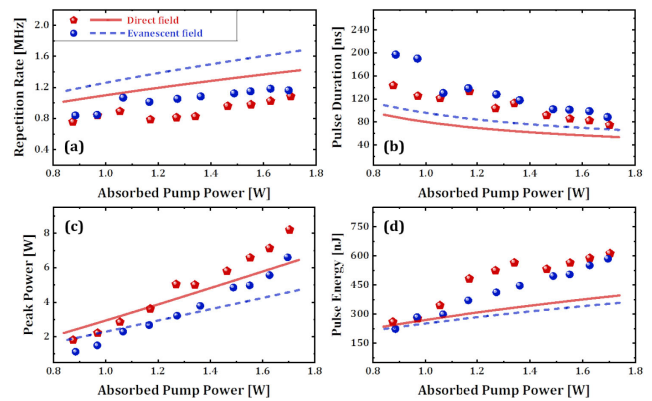 Direct field
Evanescent field
Repetition Rate [MHz]
2.0
1.6
1.2
0.8
0.4
(a)
0.8 1.0 1.2 1.4 1.6 1.8
Absorbed Pump Power [W]
Pulse Duration [ns]
240
200
160
120
80
40
(b)
0.8 1.0 1.2 1.4 1.6 1.8
Absorbed Pump Power [W]
Peak Power [W]
8
6
4
2
(c)
0.8 1.0 1.2 1.4 1.6 1.8
Absorbed Pump Power [W]
Pulse Energy [nJ]
750
600
450
300
150
(d)
0.8 1.0 1.2 1.4 1.6 1.8
Absorbed Pump Power [W]